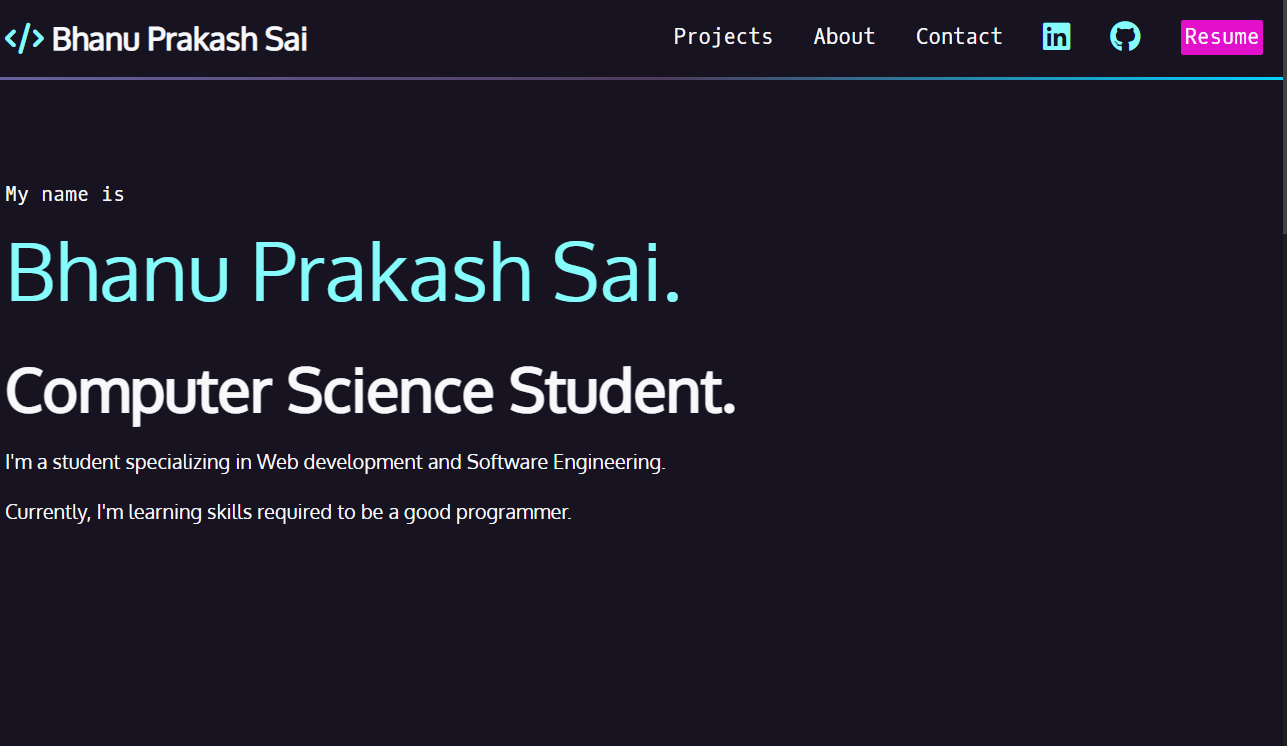 </> Bhanu Prakash Sai
Projects About Contact in Resume
My name is
Bhanu Prakash Sai.
Computer Science Student.
I'm a student specializing in Web development and Software Engineering.
Currently, I'm learning skills required to be a good programmer.